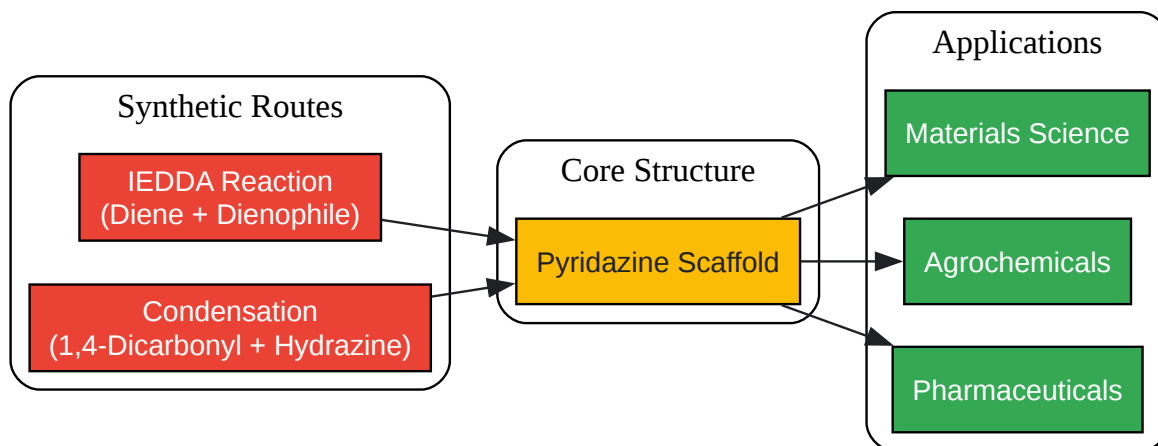 Synthetic Routes
IEDDA Reaction
(Diene + Dienophile)
Condensation
(1,4-Dicarbonyl + Hydrazine)
Core Structure
Pyridazine Scaffold
Applications
Materials Science
Agrochemicals
Pharmaceuticals